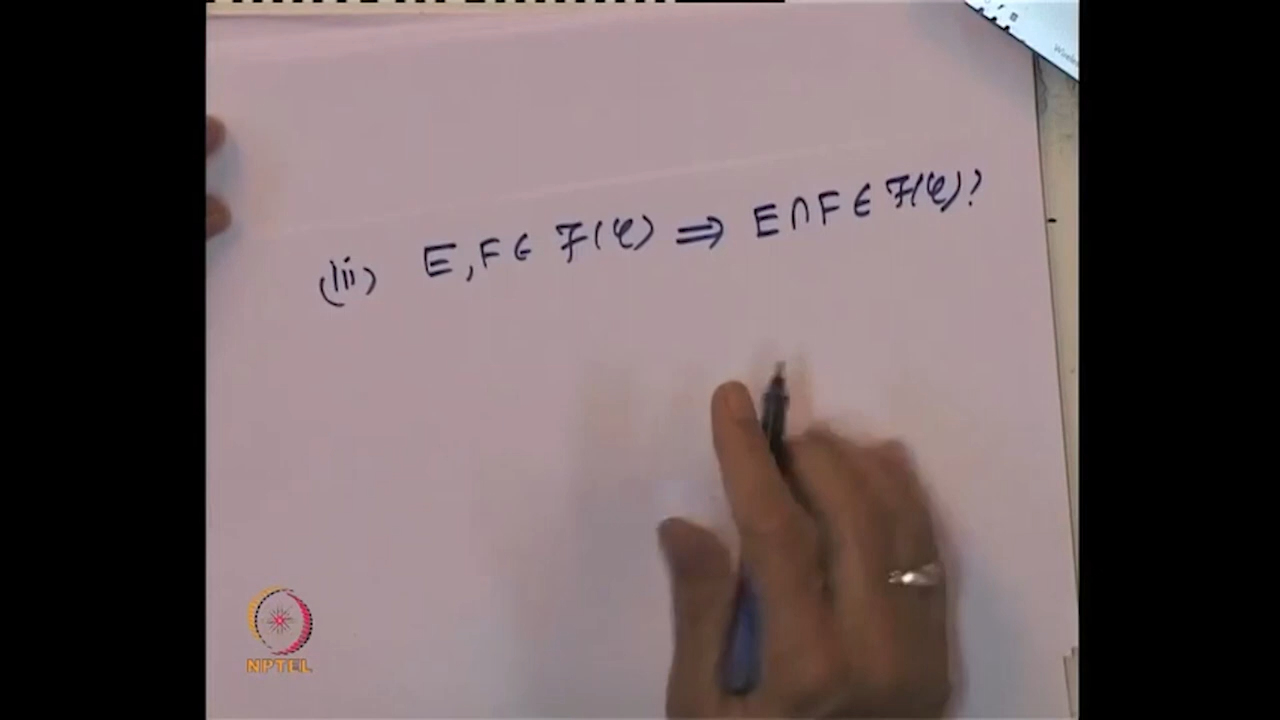 (iii) E, F ∈ ℱ(𝒞) ⇒ E ∩ F ∈ ℱ(𝒞)?
NPTEL